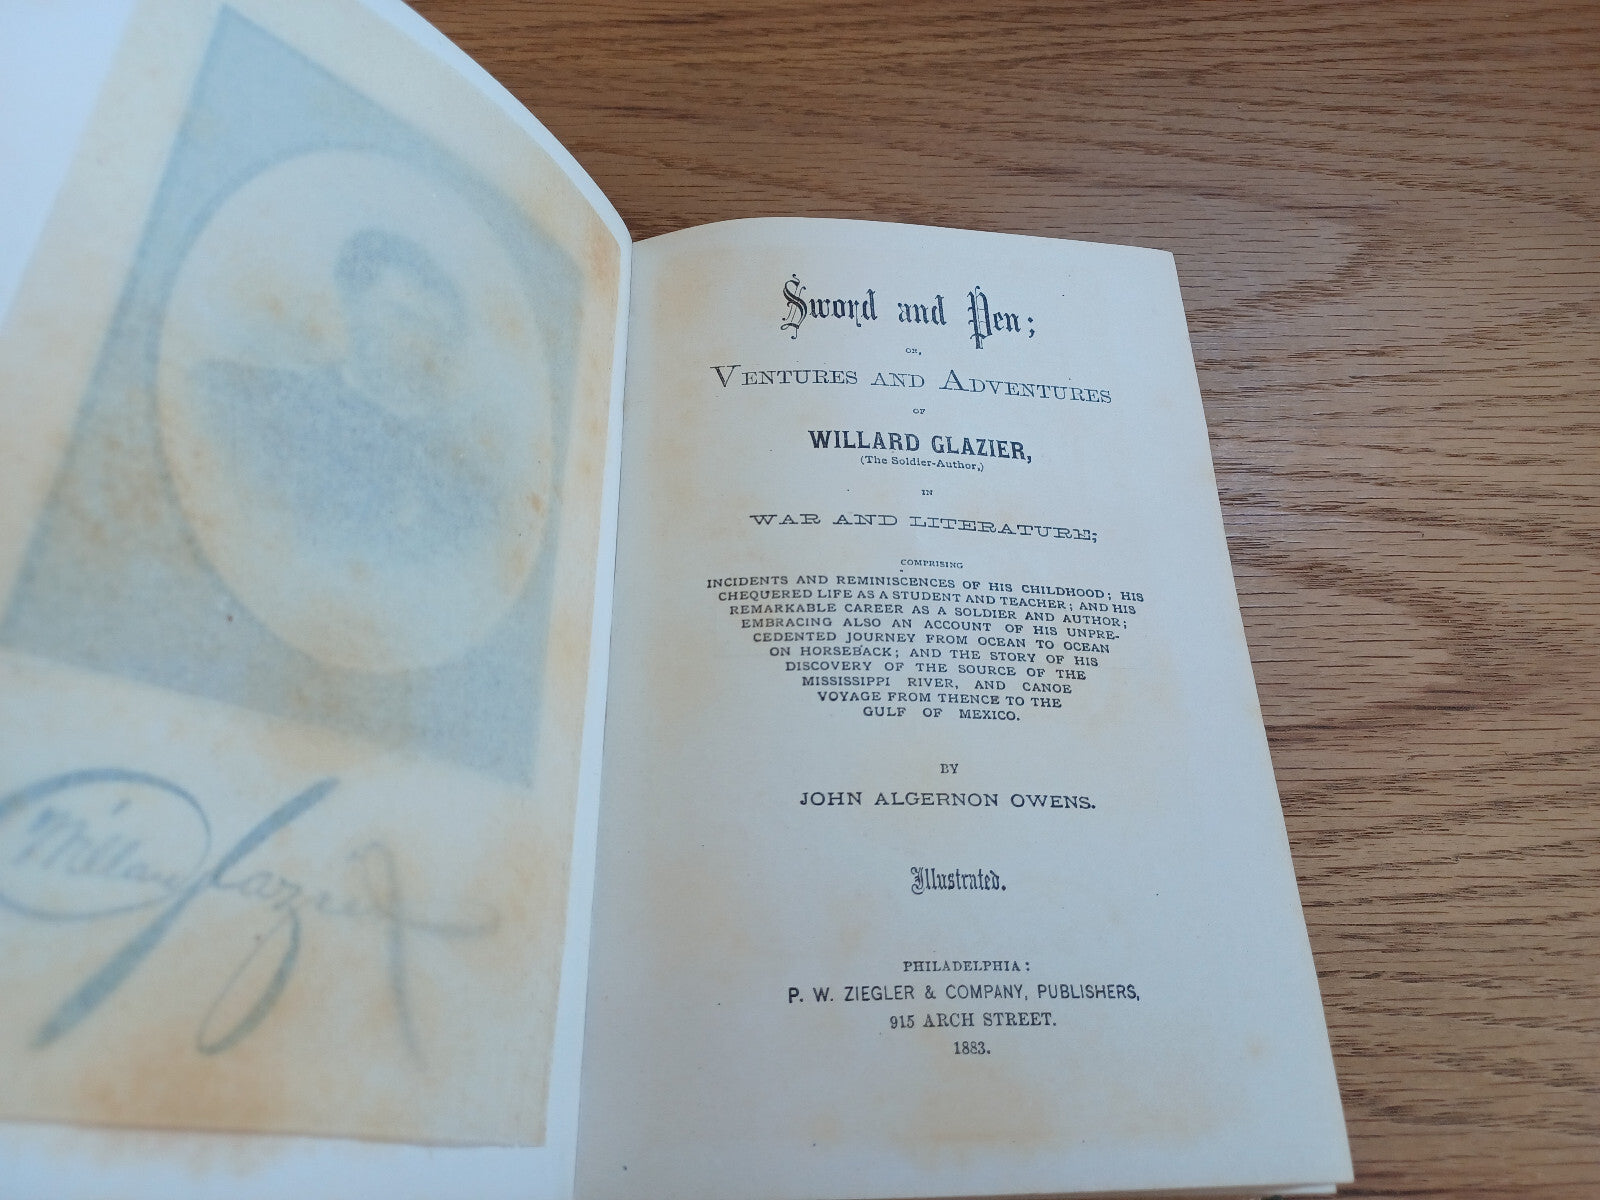 Willard Glazier
Sword and Pen;
OR,
VENTURES AND ADVENTURES
OF
WILLARD GLAZIER,
(The Soldier-Author,)
IN
WAR AND LITERATURE;
COMPRISING
INCIDENTS AND REMINISCENCES OF HIS CHILDHOOD; HIS
CHEQUERED LIFE AS A STUDENT AND TEACHER; AND HIS
REMARKABLE CAREER AS A SOLDIER AND AUTHOR;
EMBRACING ALSO AN ACCOUNT OF HIS UNPRE-
CEDENTED JOURNEY FROM OCEAN TO OCEAN
ON HORSEBACK; AND THE STORY OF HIS
DISCOVERY OF THE SOURCE OF THE
MISSISSIPPI RIVER, AND CANOE
VOYAGE FROM THENCE TO THE
GULF OF MEXICO.
BY
JOHN ALGERNON OWENS.
Illustrated.
PHILADELPHIA:
P. W. ZIEGLER & COMPANY, PUBLISHERS,
915 ARCH STREET.
1883.